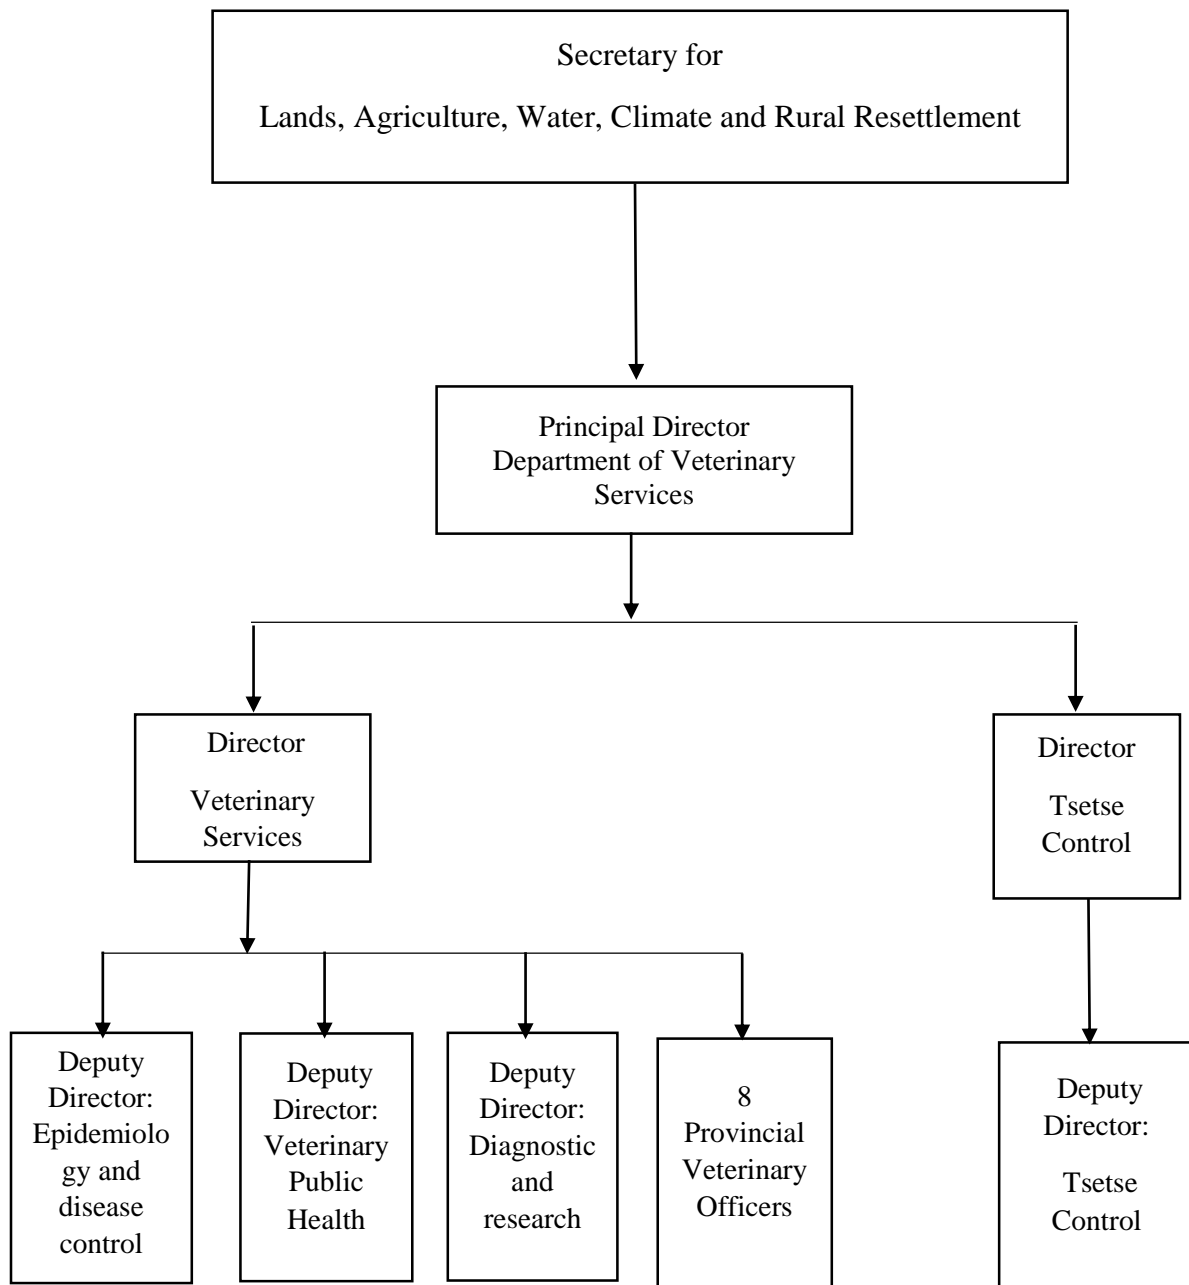 Secretary for
Lands, Agriculture, Water, Climate and Rural Resettlement
Principal Director
Department of Veterinary
Services
Director
Veterinary
Services
Director
Tsetse
Control
Deputy
Director:
Epidemiolo
gy and
disease
control
Deputy
Director:
Veterinary
Public
Health
Deputy
Director:
Diagnostic
and
research
8
Provincial
Veterinary
Officers
Deputy
Director:
Tsetse
Control